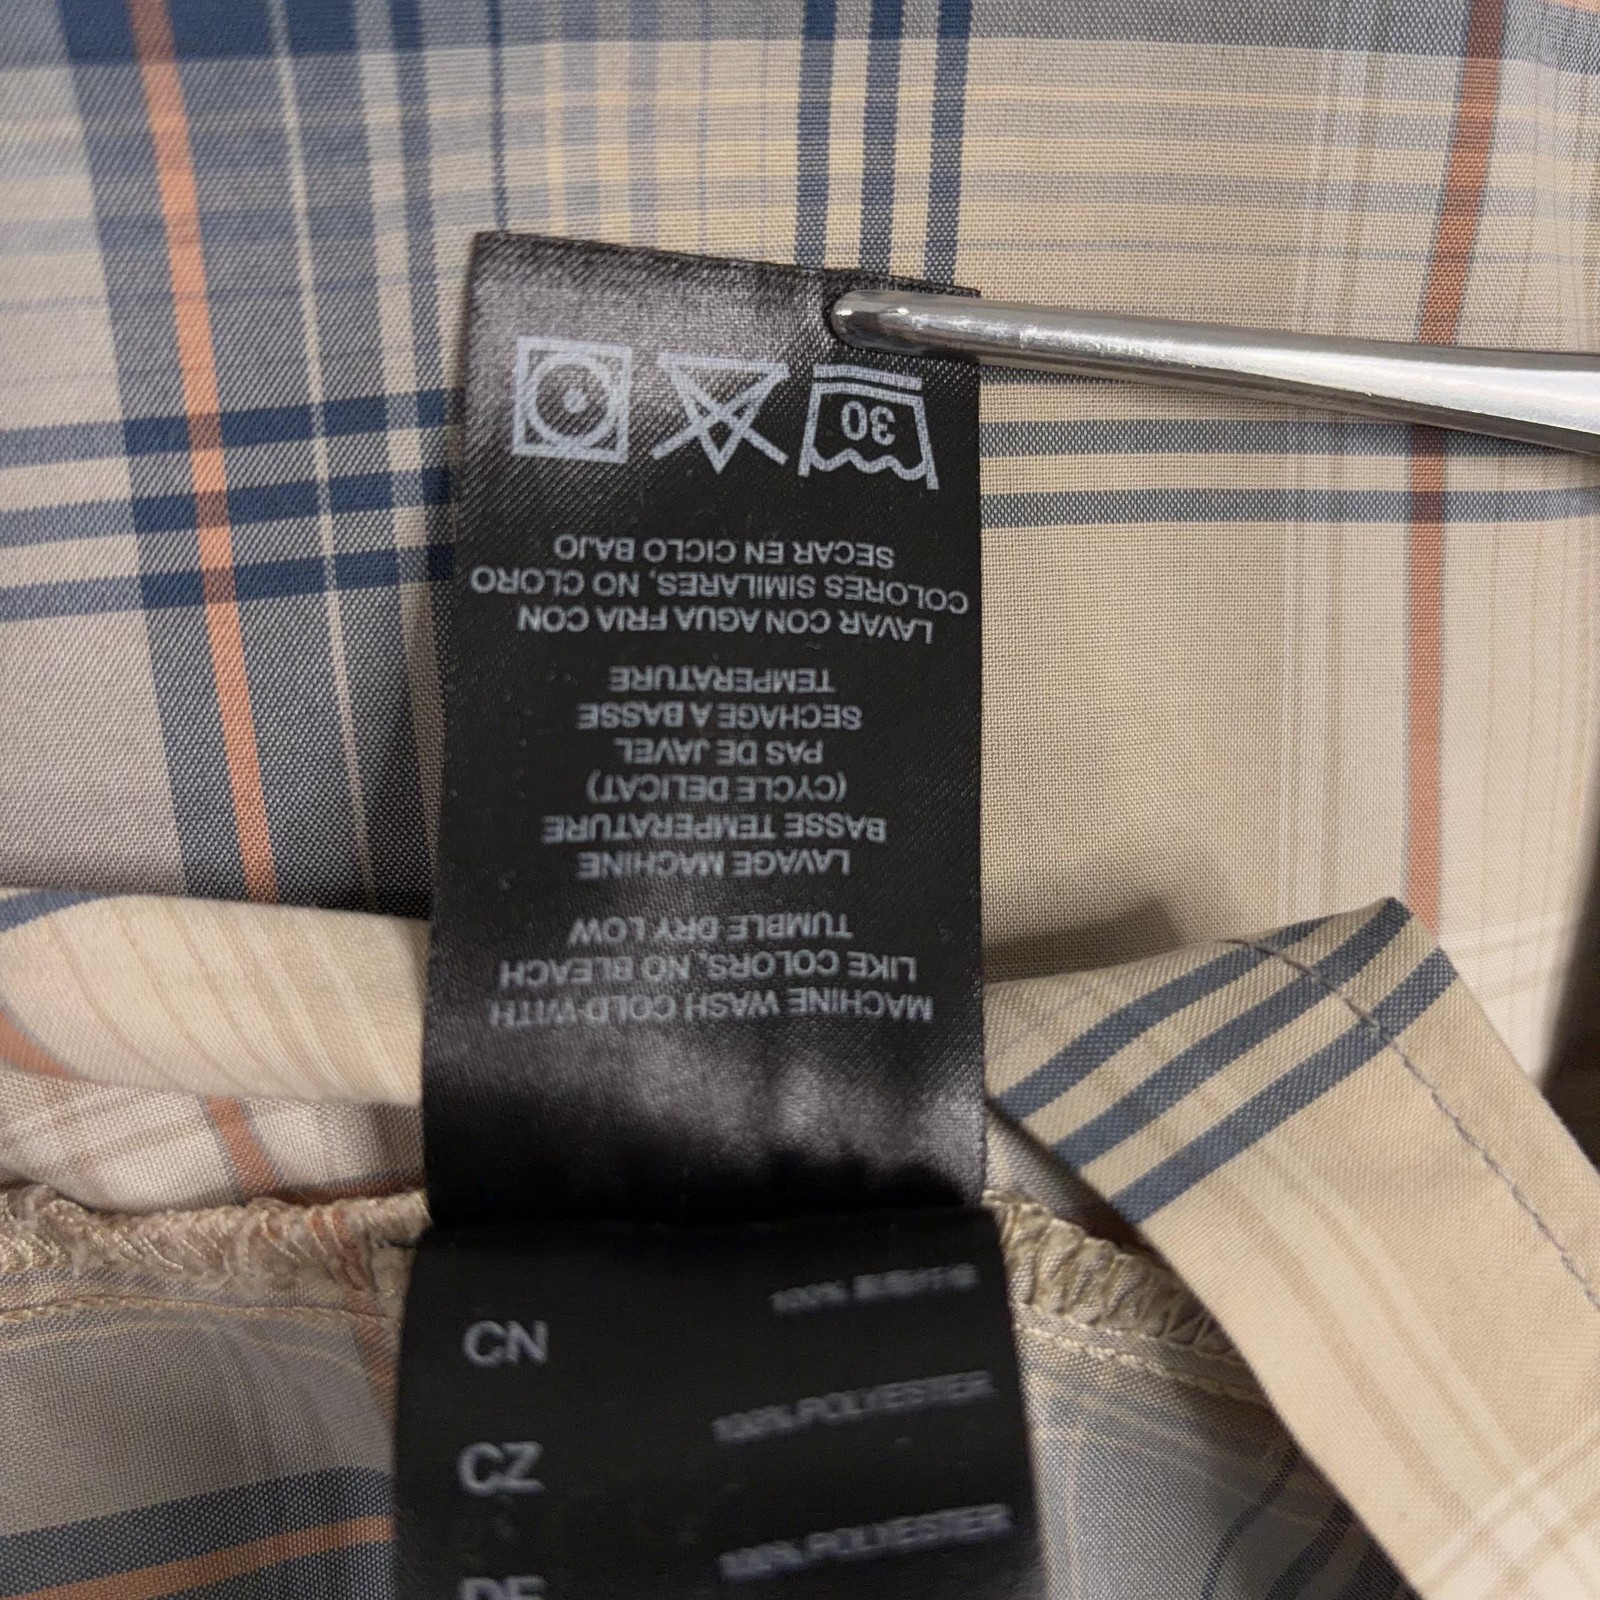 MACHINE WASH COLD WITH
LIKE COLORS, NO BLEACH
TUMBLE DRY LOW
LAVAGE MACHINE
BASSE TEMPERATURE
(CYCLE DELICAT)
PAS DE JAVEL
SECHAGE A BASSE
TEMPERATURE
LAVAR CON AGUA FRIA CON
COLORES SIMILARES, NO CLORO
SECAR EN CICLO BAJO
30
CN
100%
CZ
100% POLYESTER
DE
100% POLYESTER